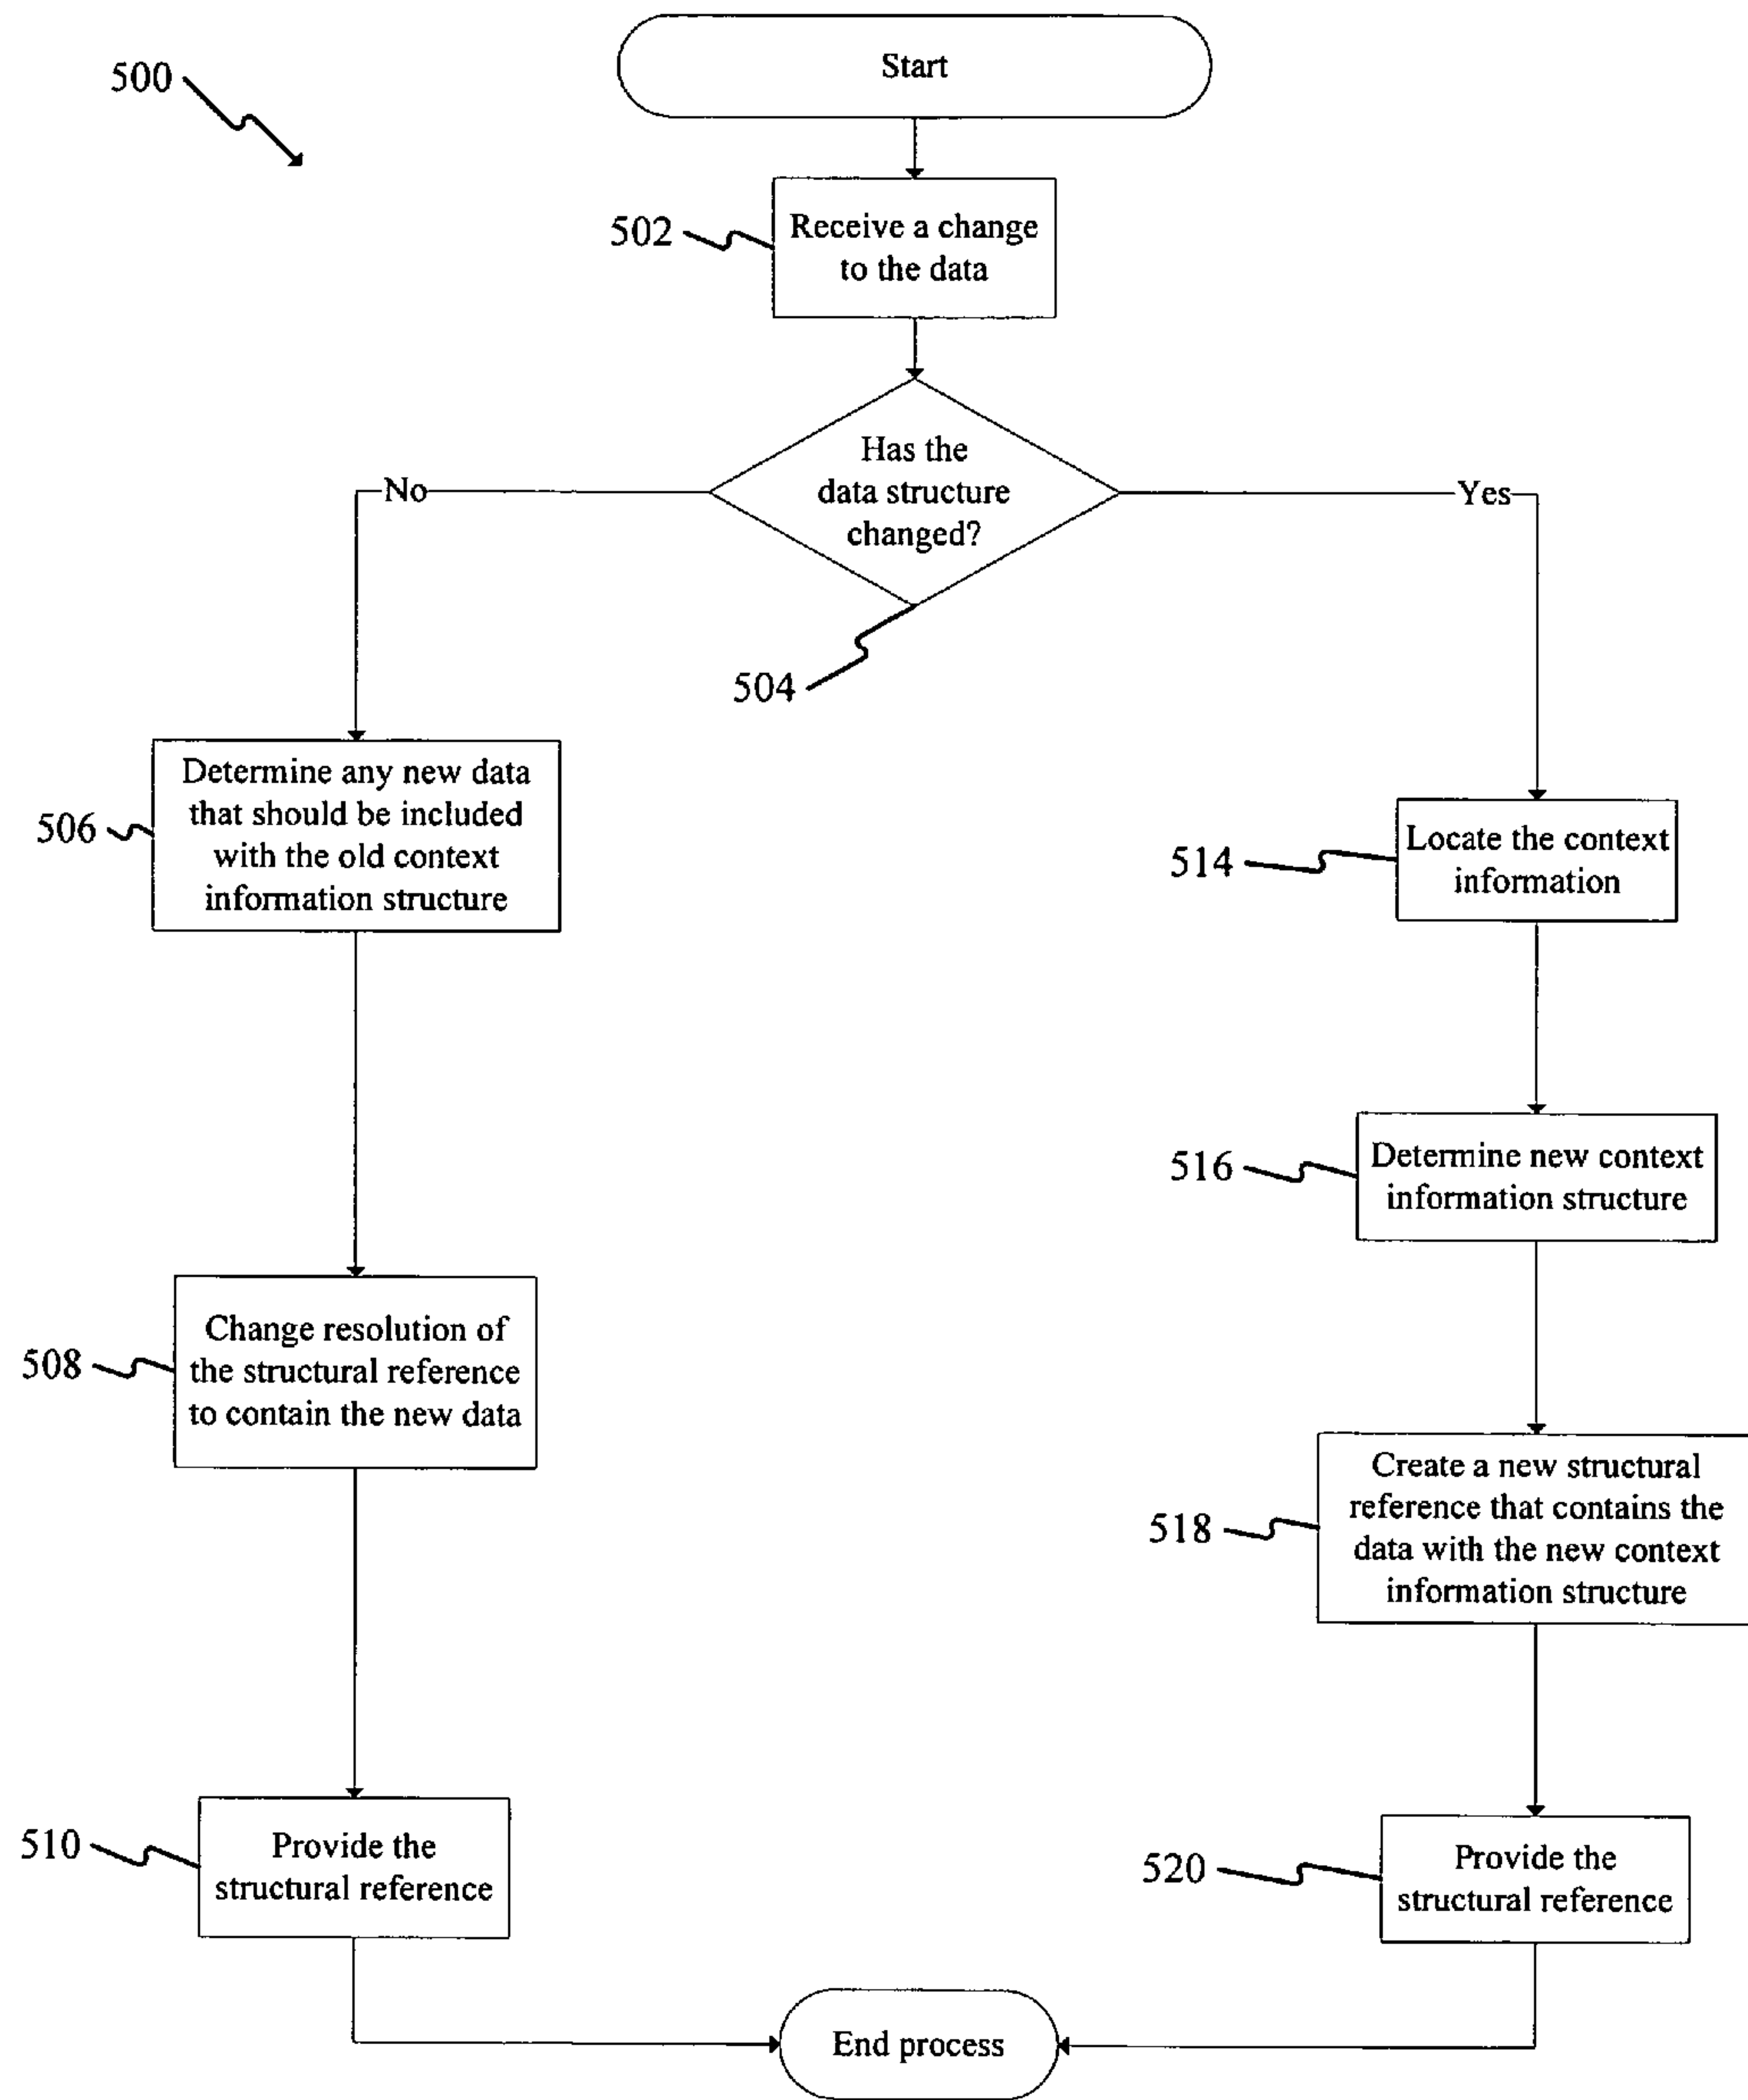 Start
500
502
Receive a change
to the data
Has the
data structure
changed?
No
Yes
504
506
Determine any new data
that should be included
with the old context
information structure
514
Locate the context
information
516
Determine new context
information structure
508
Change resolution of
the structural reference
to contain the new data
518
Create a new structural
reference that contains the
data with the new context
information structure
510
Provide the
structural reference
520
Provide the
structural reference
End process